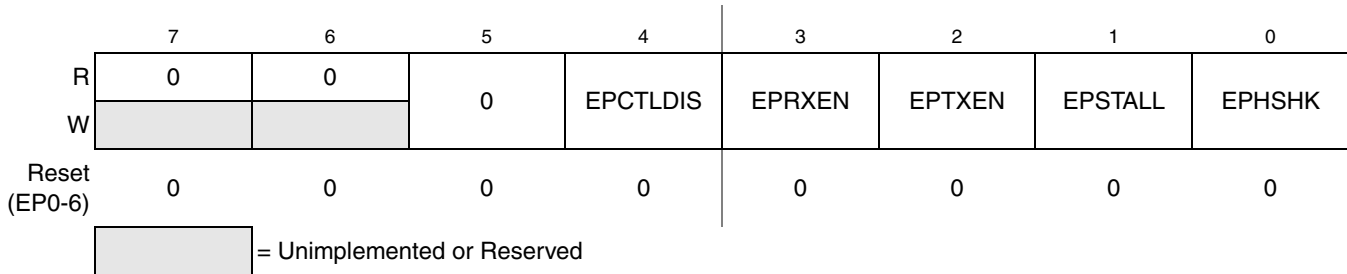 7 6 5 4 3 2 1 0
R 0 0
0 EPCTLDIS EPRXEN EPTXEN EPSTALL EPHSHK
W
Reset
(EP0-6) 0 0 0 0 0 0 0 0
= Unimplemented or Reserved